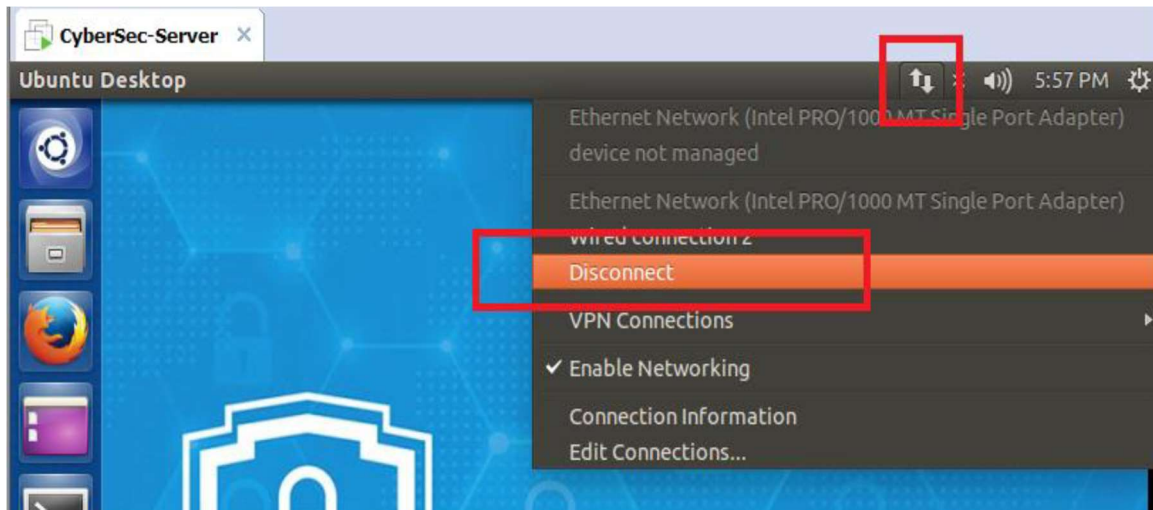 CyberSec-Server
Ubuntu Desktop
5:57 PM
Ethernet Network (Intel PRO/1000 MT Single Port Adapter)
device not managed
Ethernet Network (Intel PRO/1000 MT Single Port Adapter)
Wired connection 2
Disconnect
VPN Connections
Enable Networking
Connection Information
Edit Connections...